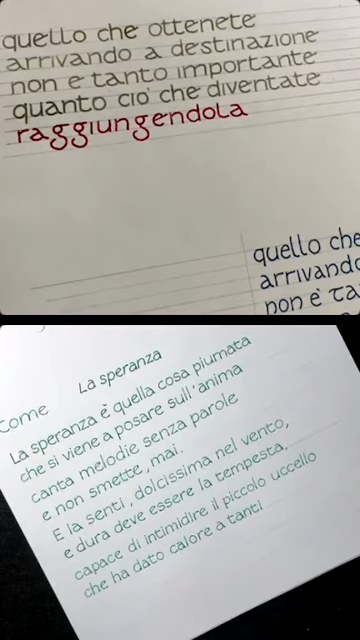 quello che ottenete
arrivando a destinazione
non e tanto importante
quanto cio' che diventate
raggiungendola
quello che
arrivando
non è tan
come
La speranza
La speranza è quella cosa piumata
che si viene a posare sull'anima
canta melodie senza parole
e non smette, mai.
E la senti, dolcissima nel vento,
e dura deve essere la tempesta,
capace di intimidire il piccolo uccello
che ha dato calore a tanti